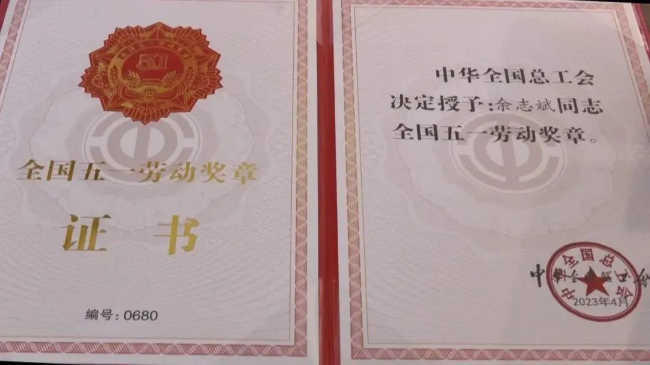 全国五一劳动奖章
证书
编号：0680
中华全国总工会
决定授予：余志斌同志
全国五一劳动奖章。
中华全国总工会
2023年4月